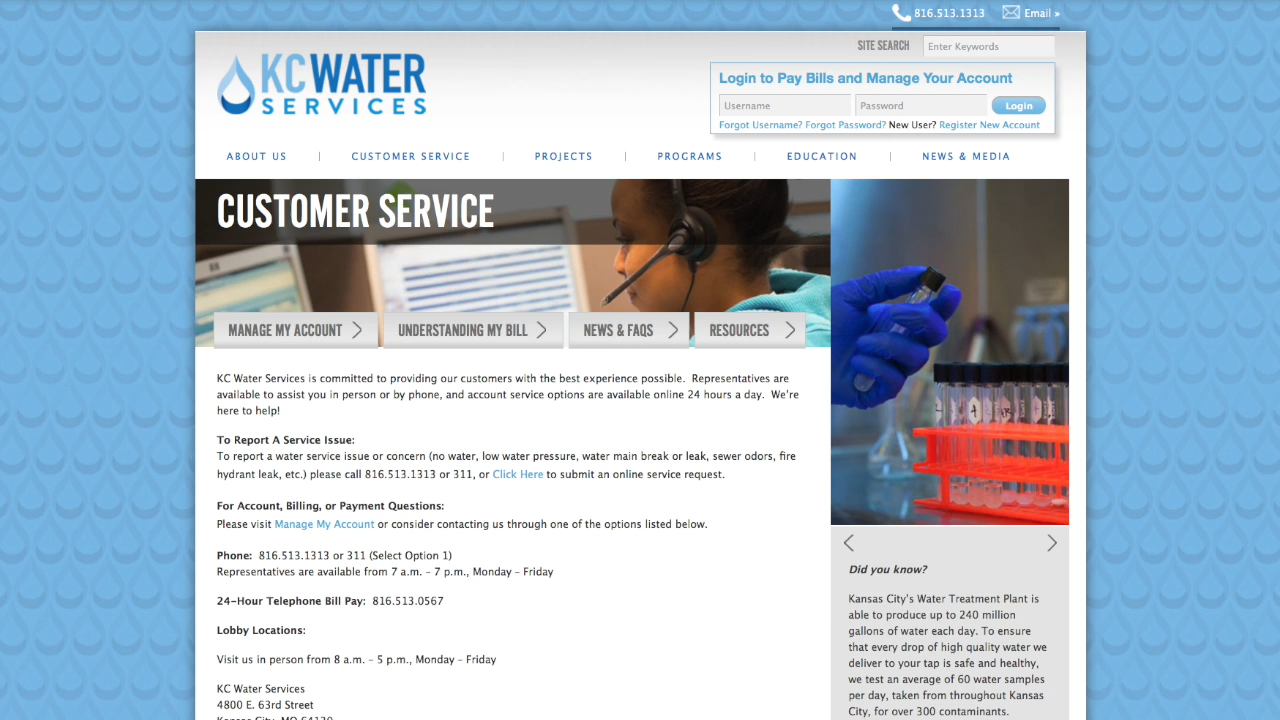 816.513.1313 Email »
SITE SEARCH Enter Keywords
KCWATER
SERVICES
Login to Pay Bills and Manage Your Account
Username Password Login
Forgot Username? Forgot Password? New User? Register New Account
ABOUT US | CUSTOMER SERVICE | PROJECTS | PROGRAMS | EDUCATION | NEWS & MEDIA
CUSTOMER SERVICE
MANAGE MY ACCOUNT UNDERSTANDING MY BILL NEWS & FAQS RESOURCES
KC Water Services is committed to providing our customers with the best experience possible. Representatives are
available to assist you in person or by phone, and account service options are available online 24 hours a day. We're
here to help!
To Report A Service Issue:
To report a water service issue or concern (no water, low water pressure, water main break or leak, sewer odors, fire
hydrant leak, etc.) please call 816.513.1313 or 311, or Click Here to submit an online service request.
For Account, Billing, or Payment Questions:
Please visit Manage My Account or consider contacting us through one of the options listed below.
Phone: 816.513.1313 or 311 (Select Option 1)
Representatives are available from 7 a.m. – 7 p.m., Monday – Friday
24-Hour Telephone Bill Pay: 816.513.0567
Lobby Locations:
Visit us in person from 8 a.m. – 5 p.m., Monday – Friday
KC Water Services
4800 E. 63rd Street
Kansas City, MO 64130
Did you know?
Kansas City's Water Treatment Plant is
able to produce up to 240 million
gallons of water each day. To ensure
that every drop of high quality water we
deliver to your tap is safe and healthy,
we test an average of 60 water samples
per day, taken from throughout Kansas
City, for over 300 contaminants.